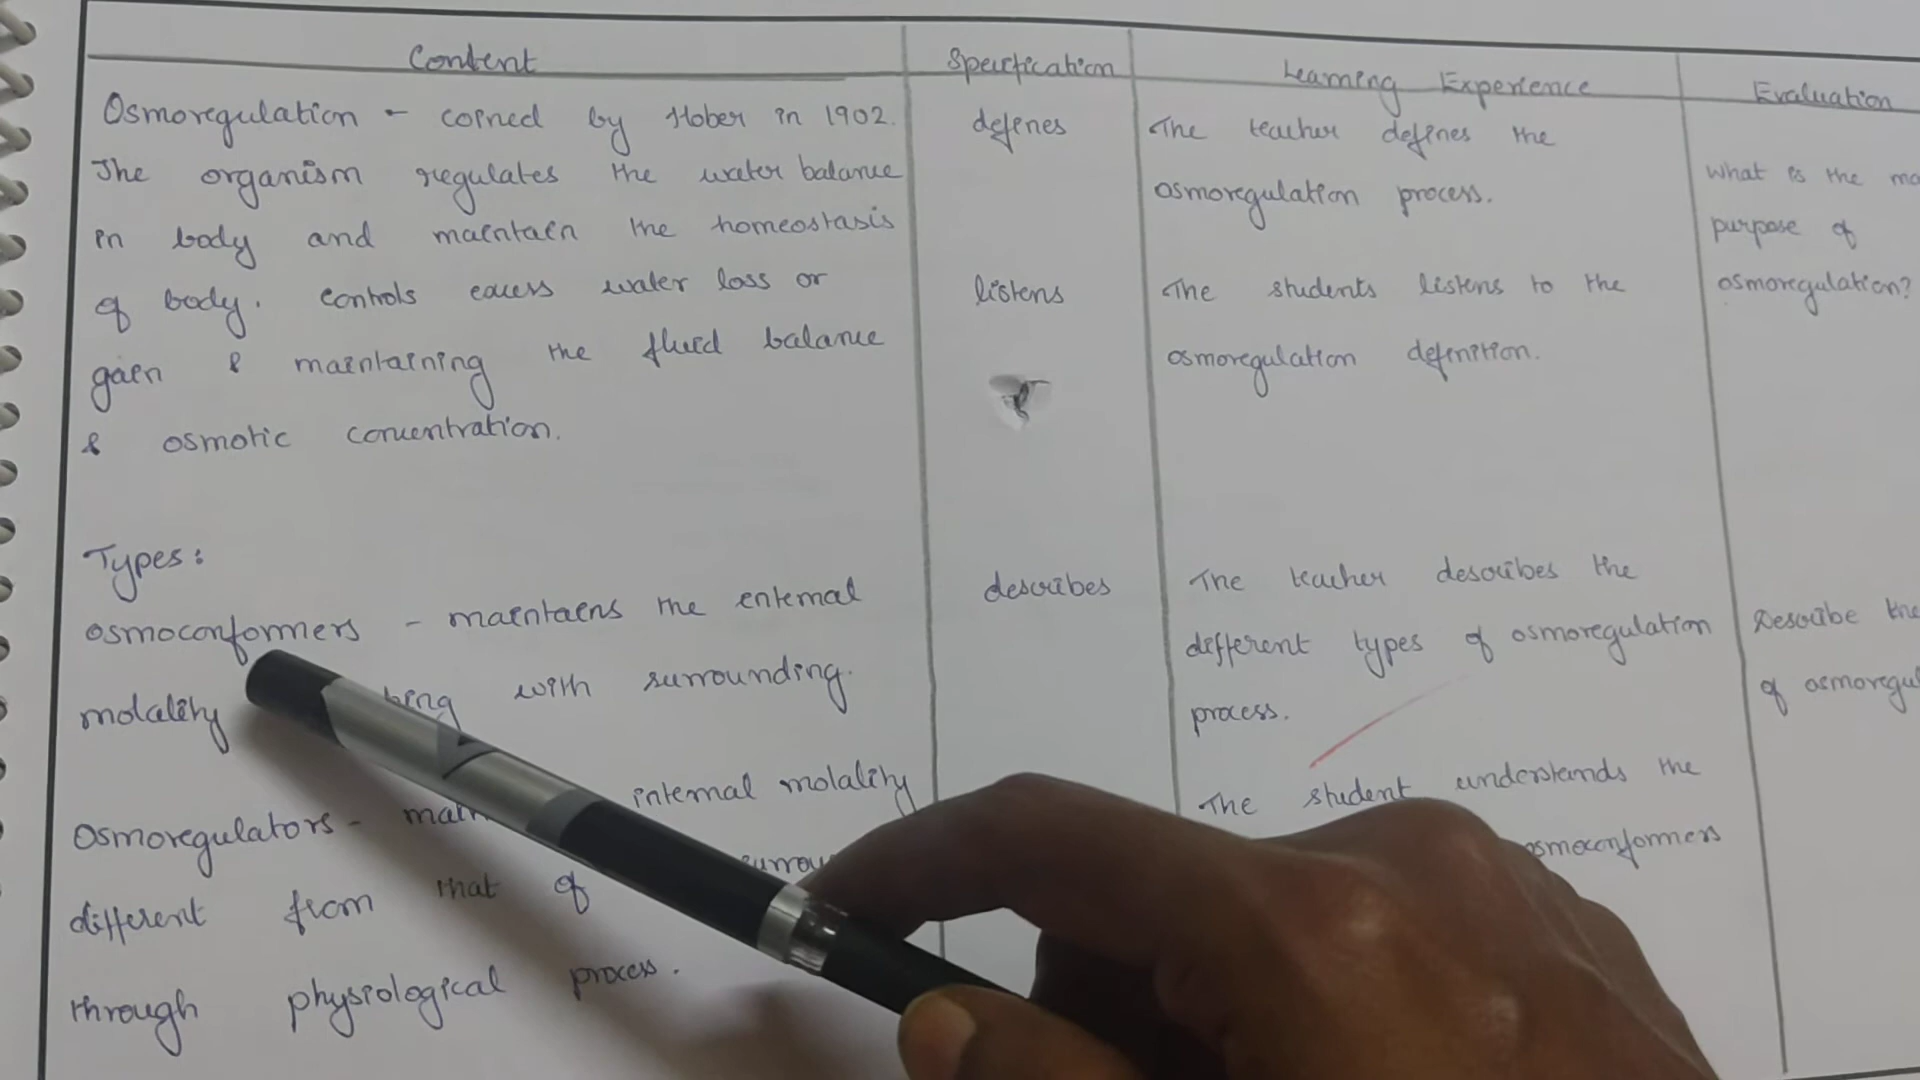 Content
Osmoregulation - coined by Hober in 1902.
The organism regulates the water balance
in body and maintain the homeostasis
of body. Controls excess water loss or
gain & maintaining the fluid balance
& osmotic concentration.
Types:
osmoconformers - maintains the internal
molality with surrounding.
Osmoregulators - internal molality
different from that of
through physiological process.
Specification
defines
listens
describes
Learning Experience
The teacher defines the
osmoregulation process.
The students listens to the
osmoregulation definition.
The teacher describes the
different types of osmoregulation
process.
The student understands the
osmoconformers
Evaluation
What is the
purpose of
osmoregulation?
Describe the
of